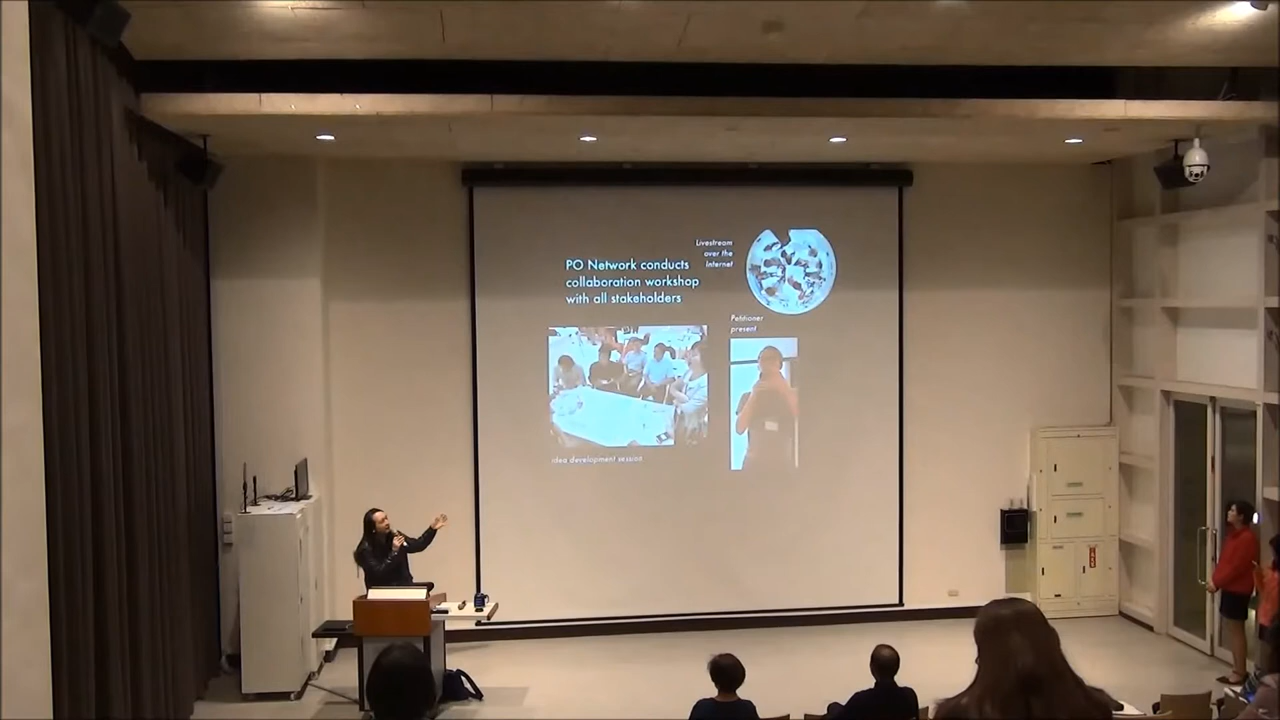 PO Network conducts
collaboration workshop
with all stakeholders
Livestream
over the
Internet
Petitioner
present
idea development session